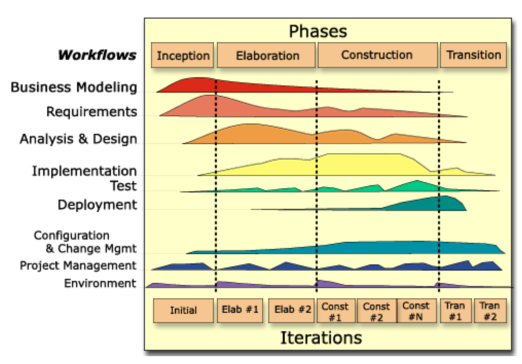 Phases
Workflows
Inception Elaboration Construction Transition
Business Modeling
Requirements
Analysis & Design
Implementation
Test
Deployment
Configuration
& Change Mgmt
Project Management
Environment
Initial Elab #1 Elab #2 Const #1 Const #2 Const #N Tran #1 Tran #2
Iterations